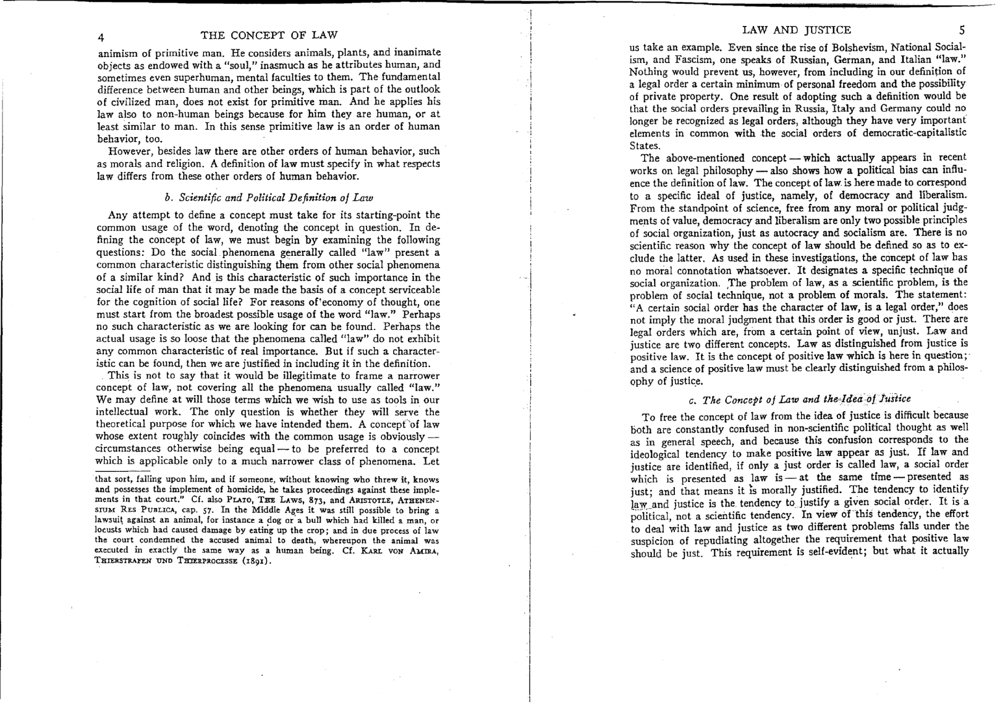 4 THE CONCEPT OF LAW
animism of primitive man. He considers animals, plants, and inanimate
objects as endowed with a "soul," inasmuch as he attributes human, and
sometimes even superhuman, mental faculties to them. The fundamental
difference between human and other beings, which is part of the outlook
of civilized man, does not exist for primitive man. And he applies his
law also to non-human beings because for him they are human, or at
least similar to man. In this sense primitive law is an order of human
behavior, too.
However, besides law there are other orders of human behavior, such
as morals and religion. A definition of law must specify in what respects
law differs from these other orders of human behavior.
b. Scientific and Political Definition of Law
Any attempt to define a concept must take for its starting-point the
common usage of the word, denoting the concept in question. In de-
fining the concept of law, we must begin by examining the following
questions: Do the social phenomena generally called "law" present a
common characteristic distinguishing them from other social phenomena
of a similar kind? And is this characteristic of such importance in the
social life of man that it may be made the basis of a concept serviceable
for the cognition of social life? For reasons of economy of thought, one
must start from the broadest possible usage of the word "law." Perhaps
no such characteristic as we are looking for can be found. Perhaps the
actual usage is so loose that the phenomena called "law" do not exhibit
any common characteristic of real importance. But if such a character-
istic can be found, then we are justified in including it in the definition.
This is not to say that it would be illegitimate to frame a narrower
concept of law, not covering all the phenomena usually called "law."
We may define at will those terms which we wish to use as tools in our
intellectual work. The only question is whether they will serve the
theoretical purpose for which we have intended them. A concept of law
whose extent roughly coincides with the common usage is obviously —
circumstances otherwise being equal — to be preferred to a concept
which is applicable only to a much narrower class of phenomena. Let
that sort, falling upon him, and if someone, without knowing who threw it, knows
and possesses the implement of homicide, he takes proceedings against these imple-
ments in that court." Cf. also PLATO, THE LAWS, 873, and ARISTOTLE, ATHENEN-
SIUM RES PUBLICA, cap. 57. In the Middle Ages it was still possible to bring a
lawsuit against an animal, for instance a dog or a bull which had killed a man, or
locusts which had caused damage by eating up the crop; and in due process of law
the court condemned the accused animal to death, whereupon the animal was
executed in exactly the same way as a human being. Cf. KARL VON AMIRA,
THIERSTRAFEN UND THIERPROCESSE (1891).
LAW AND JUSTICE 5
us take an example. Even since the rise of Bolshevism, National Social-
ism, and Fascism, one speaks of Russian, German, and Italian "law."
Nothing would prevent us, however, from including in our definition of
a legal order a certain minimum of personal freedom and the possibility
of private property. One result of adopting such a definition would be
that the social orders prevailing in Russia, Italy and Germany could no
longer be recognized as legal orders, although they have very important
elements in common with the social orders of democratic-capitalistic
States.
The above-mentioned concept — which actually appears in recent
works on legal philosophy — also shows how a political bias can influ-
ence the definition of law. The concept of law is here made to correspond
to a specific ideal of justice, namely, of democracy and liberalism.
From the standpoint of science, free from any moral or political judg-
ments of value, democracy and liberalism are only two possible principles
of social organization, just as autocracy and socialism are. There is no
scientific reason why the concept of law should be defined so as to ex-
clude the latter. As used in these investigations, the concept of law has
no moral connotation whatsoever. It designates a specific technique of
social organization. The problem of law, as a scientific problem, is the
problem of social technique, not a problem of morals. The statement:
"A certain social order has the character of law, is a legal order," does
not imply the moral judgment that this order is good or just. There are
legal orders which are, from a certain point of view, unjust. Law and
justice are two different concepts. Law as distinguished from justice is
positive law. It is the concept of positive law which is here in question;
and a science of positive law must be clearly distinguished from a philos-
ophy of justice.
c. The Concept of Law and the Idea of Justice
To free the concept of law from the idea of justice is difficult because
both are constantly confused in non-scientific political thought as well
as in general speech, and because this confusion corresponds to the
ideological tendency to make positive law appear as just. If law and
justice are identified, if only a just order is called law, a social order
which is presented as law is — at the same time — presented as
just; and that means it is morally justified. The tendency to identify
law and justice is the tendency to justify a given social order. It is a
political, not a scientific tendency. In view of this tendency, the effort
to deal with law and justice as two different problems falls under the
suspicion of repudiating altogether the requirement that positive law
should be just. This requirement is self-evident; but what it actually